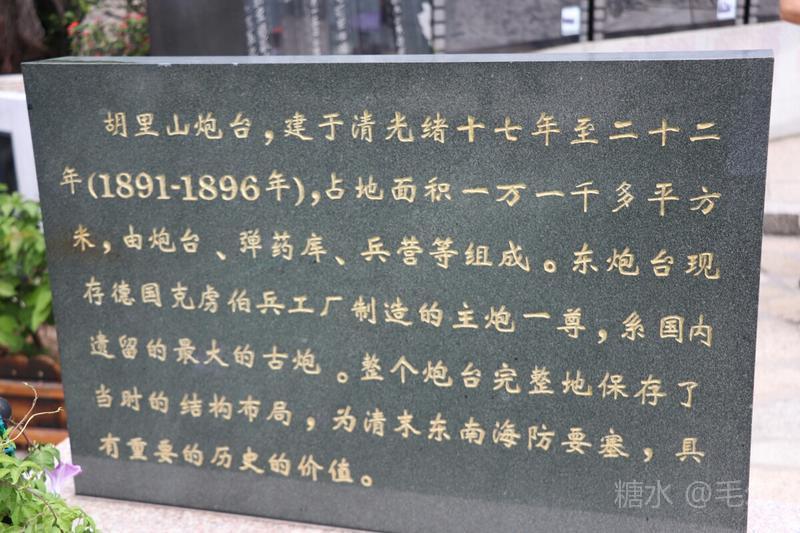 胡里山炮台，建于清光绪十七年至二十二
年(1891-1896年)，占地面积一万一千多平方
米，由炮台、弹药库、兵营等组成。东炮台现
存德国克虏伯兵工厂制造的主炮一尊，系国内
遗留的最大的古炮。整个炮台完整地保存了
当时的结构布局，为清末东南海防要塞，具
有重要的历史的价值。
糖水 @毛